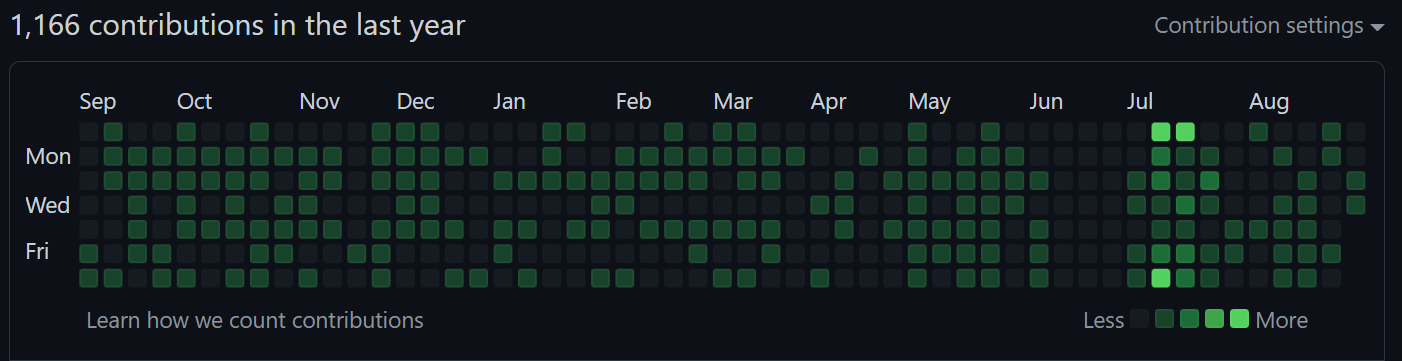 1,166 contributions in the last year
Contribution settings
Sep Oct Nov Dec Jan Feb Mar Apr May Jun Jul Aug
Mon
Wed
Fri
Learn how we count contributions
Less More